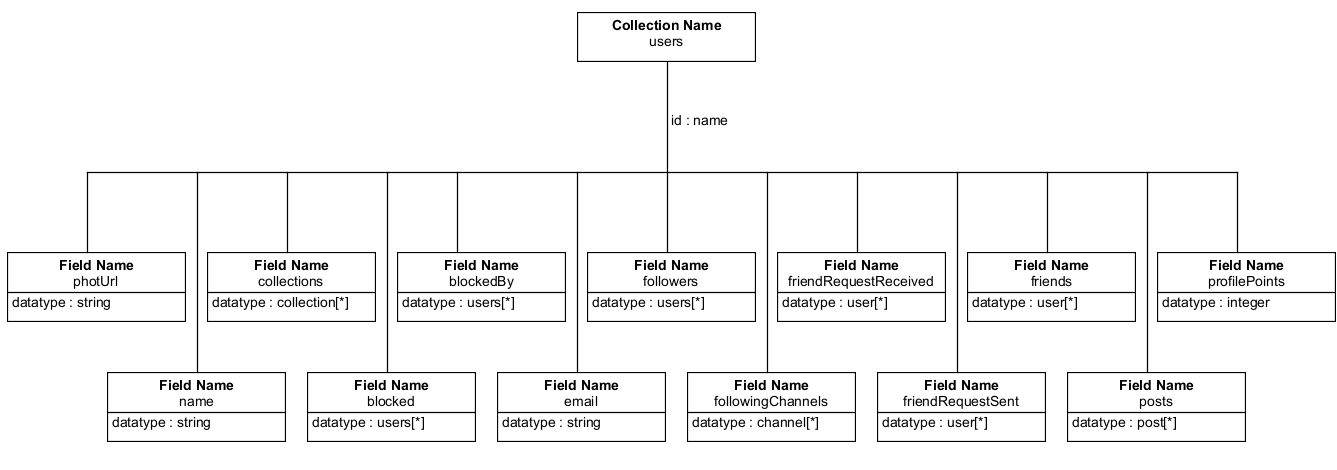 Collection Name
users
id : name
Field Name
photUrl
datatype : string
Field Name
collections
datatype : collection[*]
Field Name
blockedBy
datatype : users[*]
Field Name
followers
datatype : users[*]
Field Name
friendRequestReceived
datatype : user[*]
Field Name
friends
datatype : user[*]
Field Name
profilePoints
datatype : integer
Field Name
name
datatype : string
Field Name
blocked
datatype : users[*]
Field Name
email
datatype : string
Field Name
followingChannels
datatype : channel[*]
Field Name
friendRequestSent
datatype : user[*]
Field Name
posts
datatype : post[*]